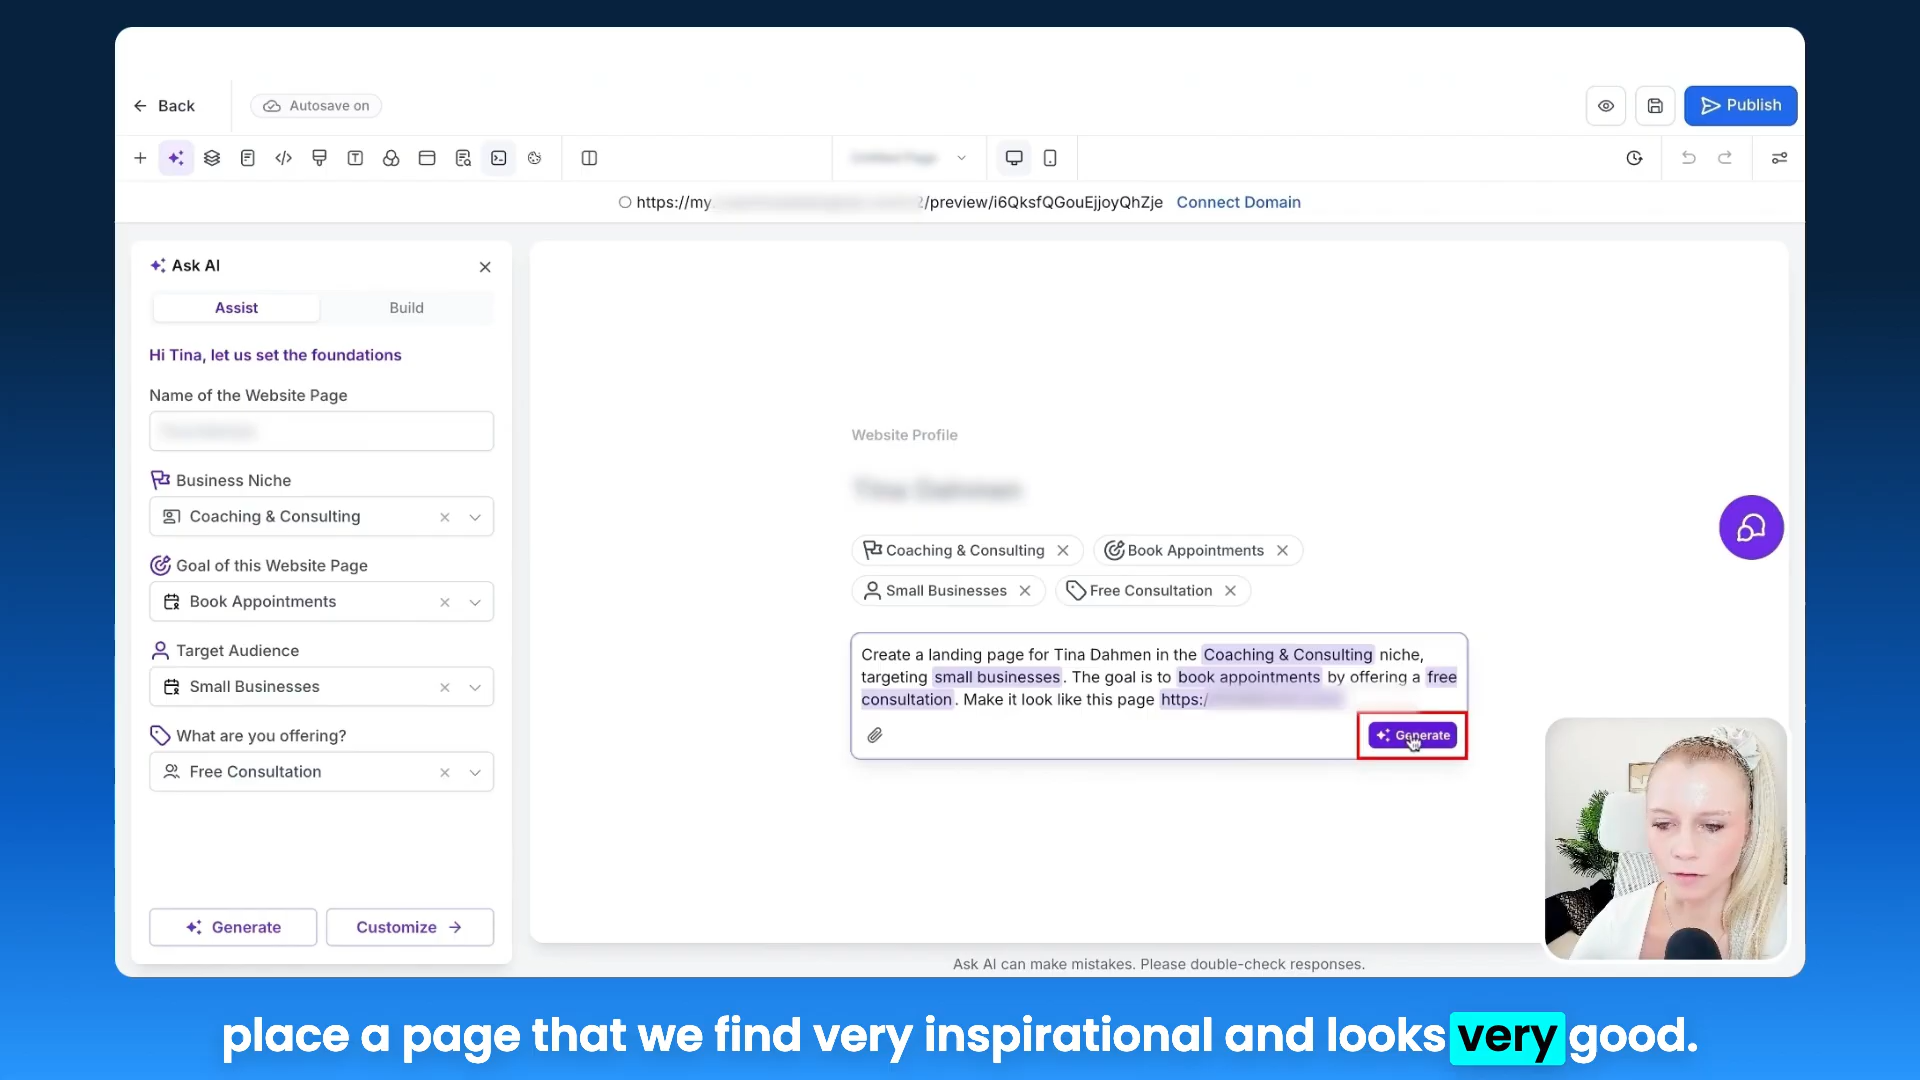 Back
Autosave on
Publish
https://my
/preview/i6QksfQGouEjjoyQhZje
Connect Domain
Ask AI
Assist
Build
Hi Tina, let us set the foundations
Name of the Website Page
Business Niche
Coaching & Consulting
Goal of this Website Page
Book Appointments
Target Audience
Small Businesses
What are you offering?
Free Consultation
Generate
Customize
Website Profile
Tina Dahmen
Coaching & Consulting
Book Appointments
Small Businesses
Free Consultation
Create a landing page for Tina Dahmen in the Coaching & Consulting niche,
targeting small businesses. The goal is to book appointments by offering a free
consultation. Make it look like this page https:/
Generate
Ask AI can make mistakes. Please double-check responses.
place a page that we find very inspirational and looks very good.